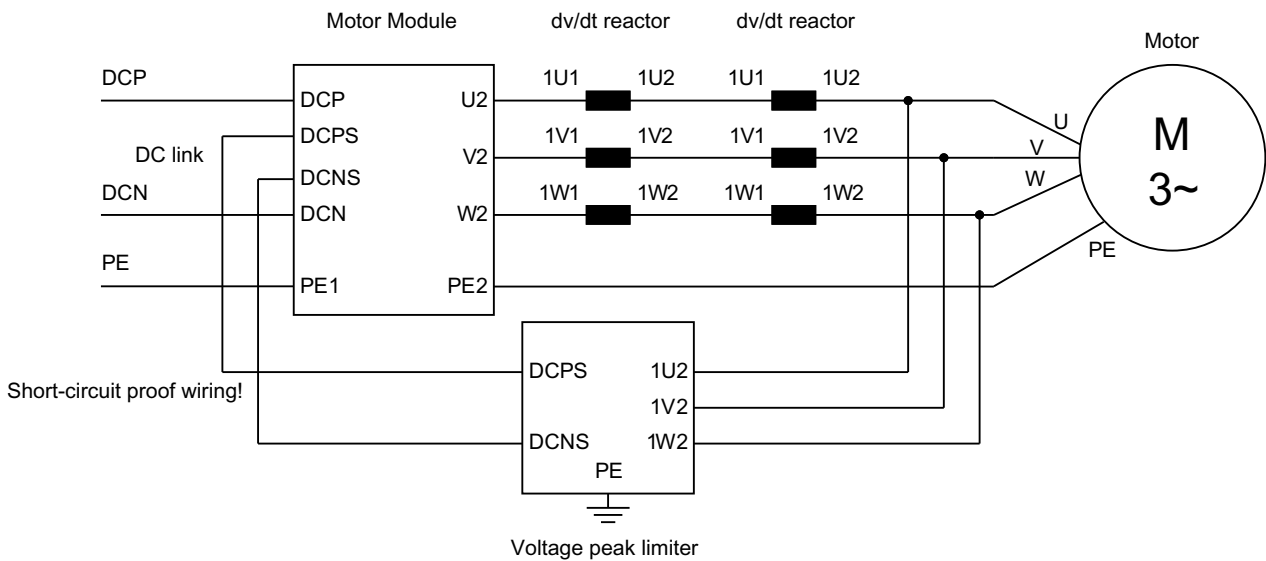 Motor Module
dv/dt reactor
dv/dt reactor
Motor
DCP
DCP
U2
1U1
1U2
1U1
1U2
U
M
3~
DCPS
DC link
V2
1V1
1V2
1V1
1V2
V
DCNS
DCN
DCN
W2
1W1
1W2
1W1
1W2
W
PE
PE
PE1
PE2
DCPS
1U2
Short-circuit proof wiring!
1V2
DCNS
1W2
PE
Voltage peak limiter